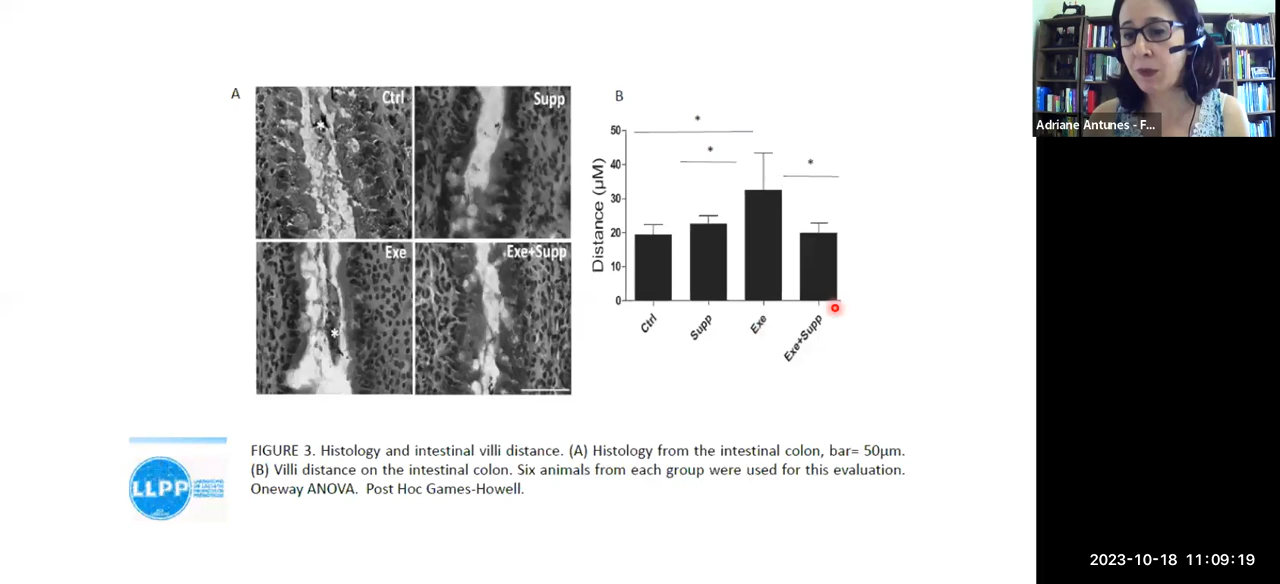 Adriane Antunes - F...
A
Ctrl
Supp
Exe
Exe+Supp
B
*
*
*
50
40
30
20
10
0
Distance (µM)
Ctrl
Supp
Exe
Exe+Supp
*
*
LLPP
FIGURE 3. Histology and intestinal villi distance. (A) Histology from the intestinal colon, bar= 50µm.
(B) Villi distance on the intestinal colon. Six animals from each group were used for this evaluation.
Oneway ANOVA.  Post Hoc Games-Howell.
2023-10-18 11:09:19